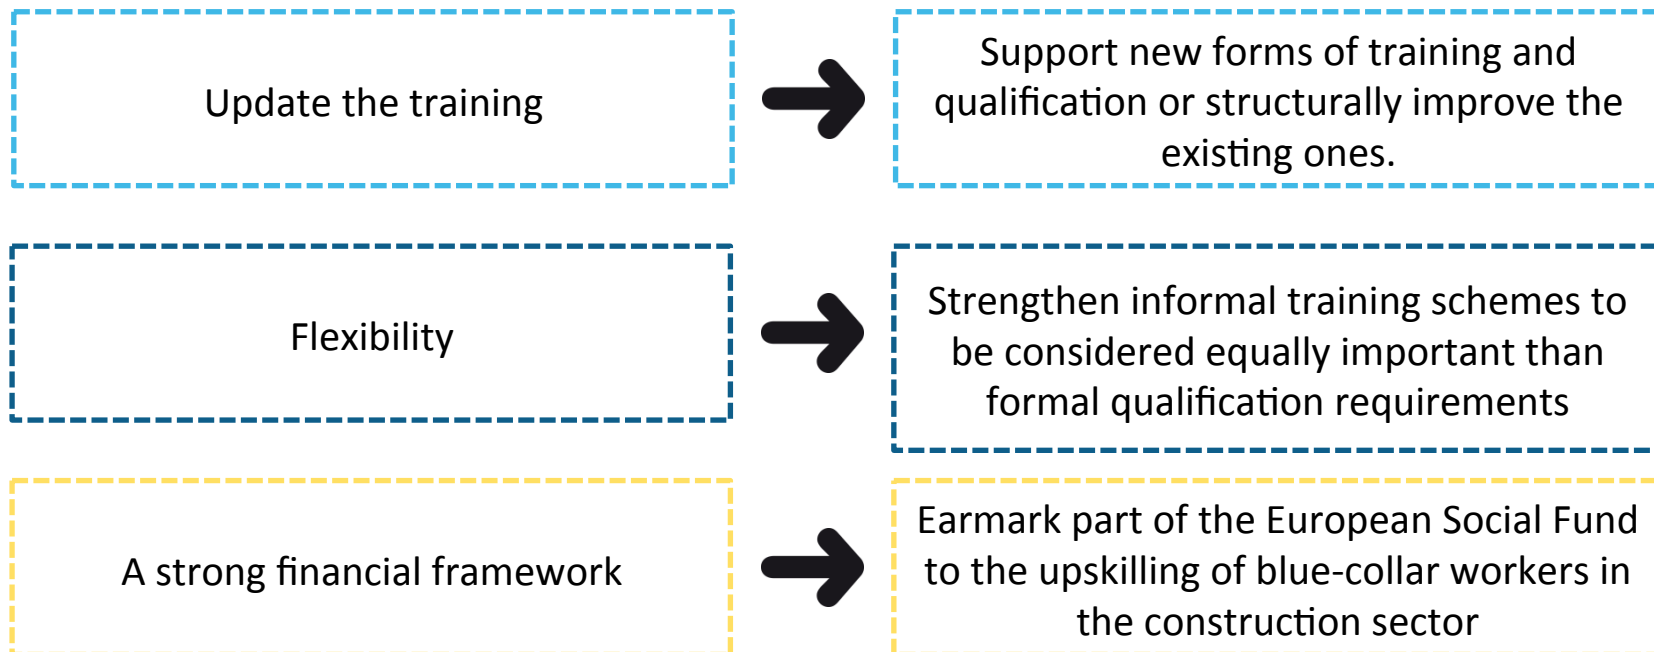 Update the training
Support new forms of training and
qualification or structurally improve the
existing ones.
Flexibility
Strengthen informal training schemes to
be considered equally important than
formal qualification requirements
A strong financial framework
Earmark part of the European Social Fund
to the upskilling of blue-collar workers in
the construction sector